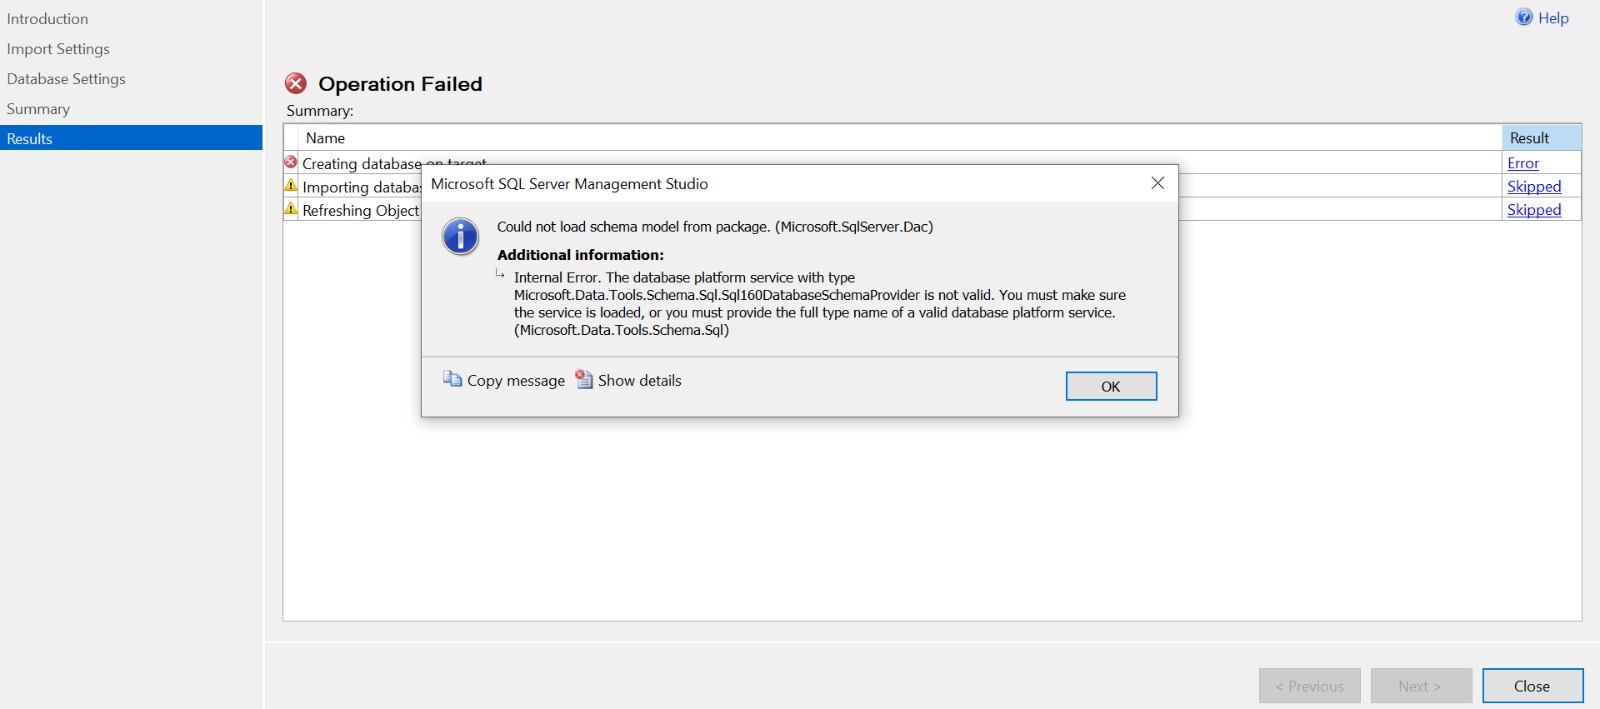 Introduction
Import Settings
Database Settings
Summary
Results
Help
Operation Failed
Summary:
Name Result
Creating database on target Error
Importing databas Skipped
Refreshing Object Skipped
Microsoft SQL Server Management Studio
Could not load schema model from package. (Microsoft.SqlServer.Dac)
Additional information:
Internal Error. The database platform service with type
Microsoft.Data.Tools.Schema.Sql.Sql160DatabaseSchemaProvider is not valid. You must make sure
the service is loaded, or you must provide the full type name of a valid database platform service.
(Microsoft.Data.Tools.Schema.Sql)
Copy message Show details OK
< Previous Next > Close